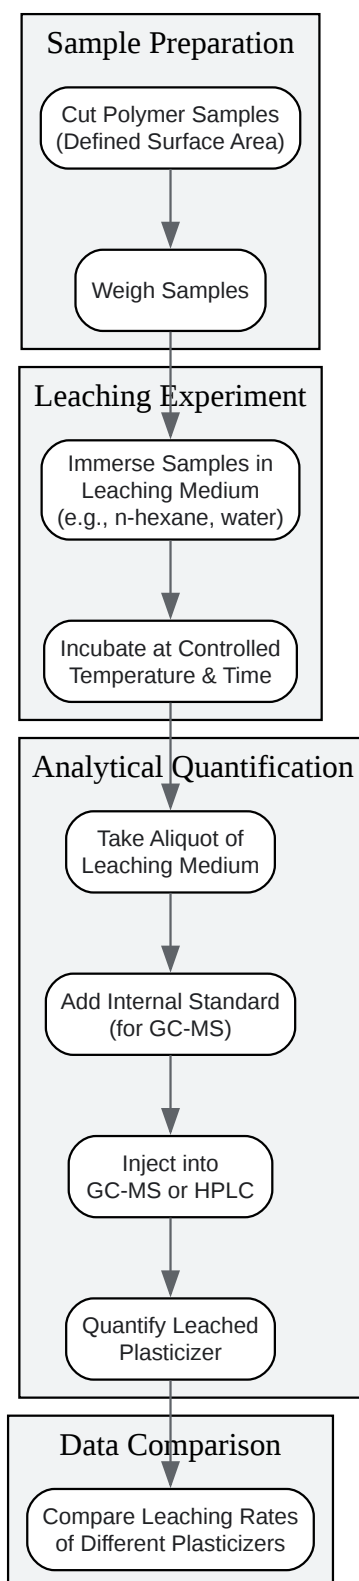 Sample Preparation
Cut Polymer Samples
(Defined Surface Area)
Weigh Samples
Leaching Experiment
Immerse Samples in
Leaching Medium
(e.g., n-hexane, water)
Incubate at Controlled
Temperature & Time
Analytical Quantification
Take Aliquot of
Leaching Medium
Add Internal Standard
(for GC-MS)
Inject into
GC-MS or HPLC
Quantify Leached
Plasticizer
Data Comparison
Compare Leaching Rates
of Different Plasticizers